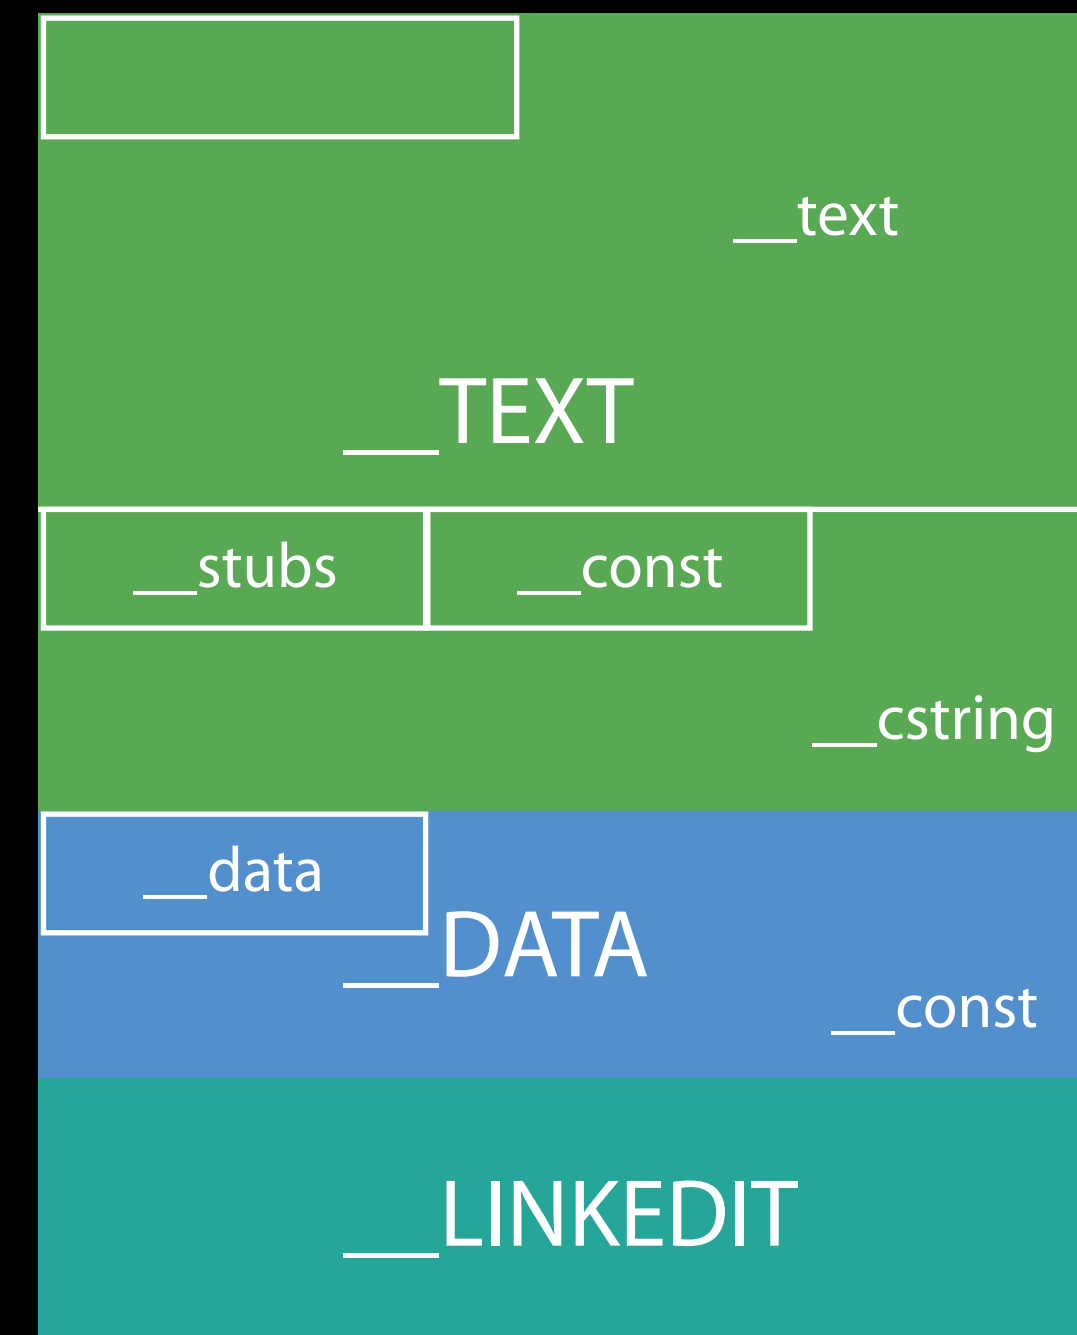 __text
__TEXT
__stubs
__const
__cstring
__data
__DATA
__const
__LINKEDIT